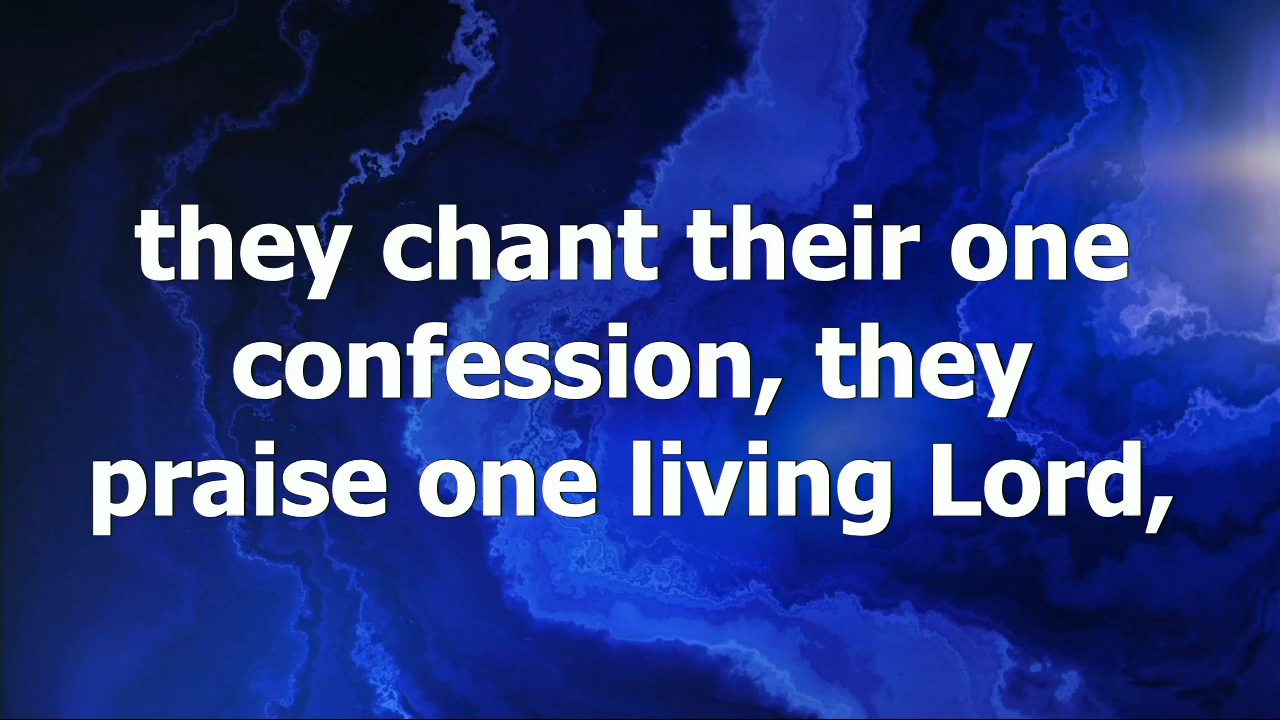 they chant their one
confession, they
praise one living Lord,